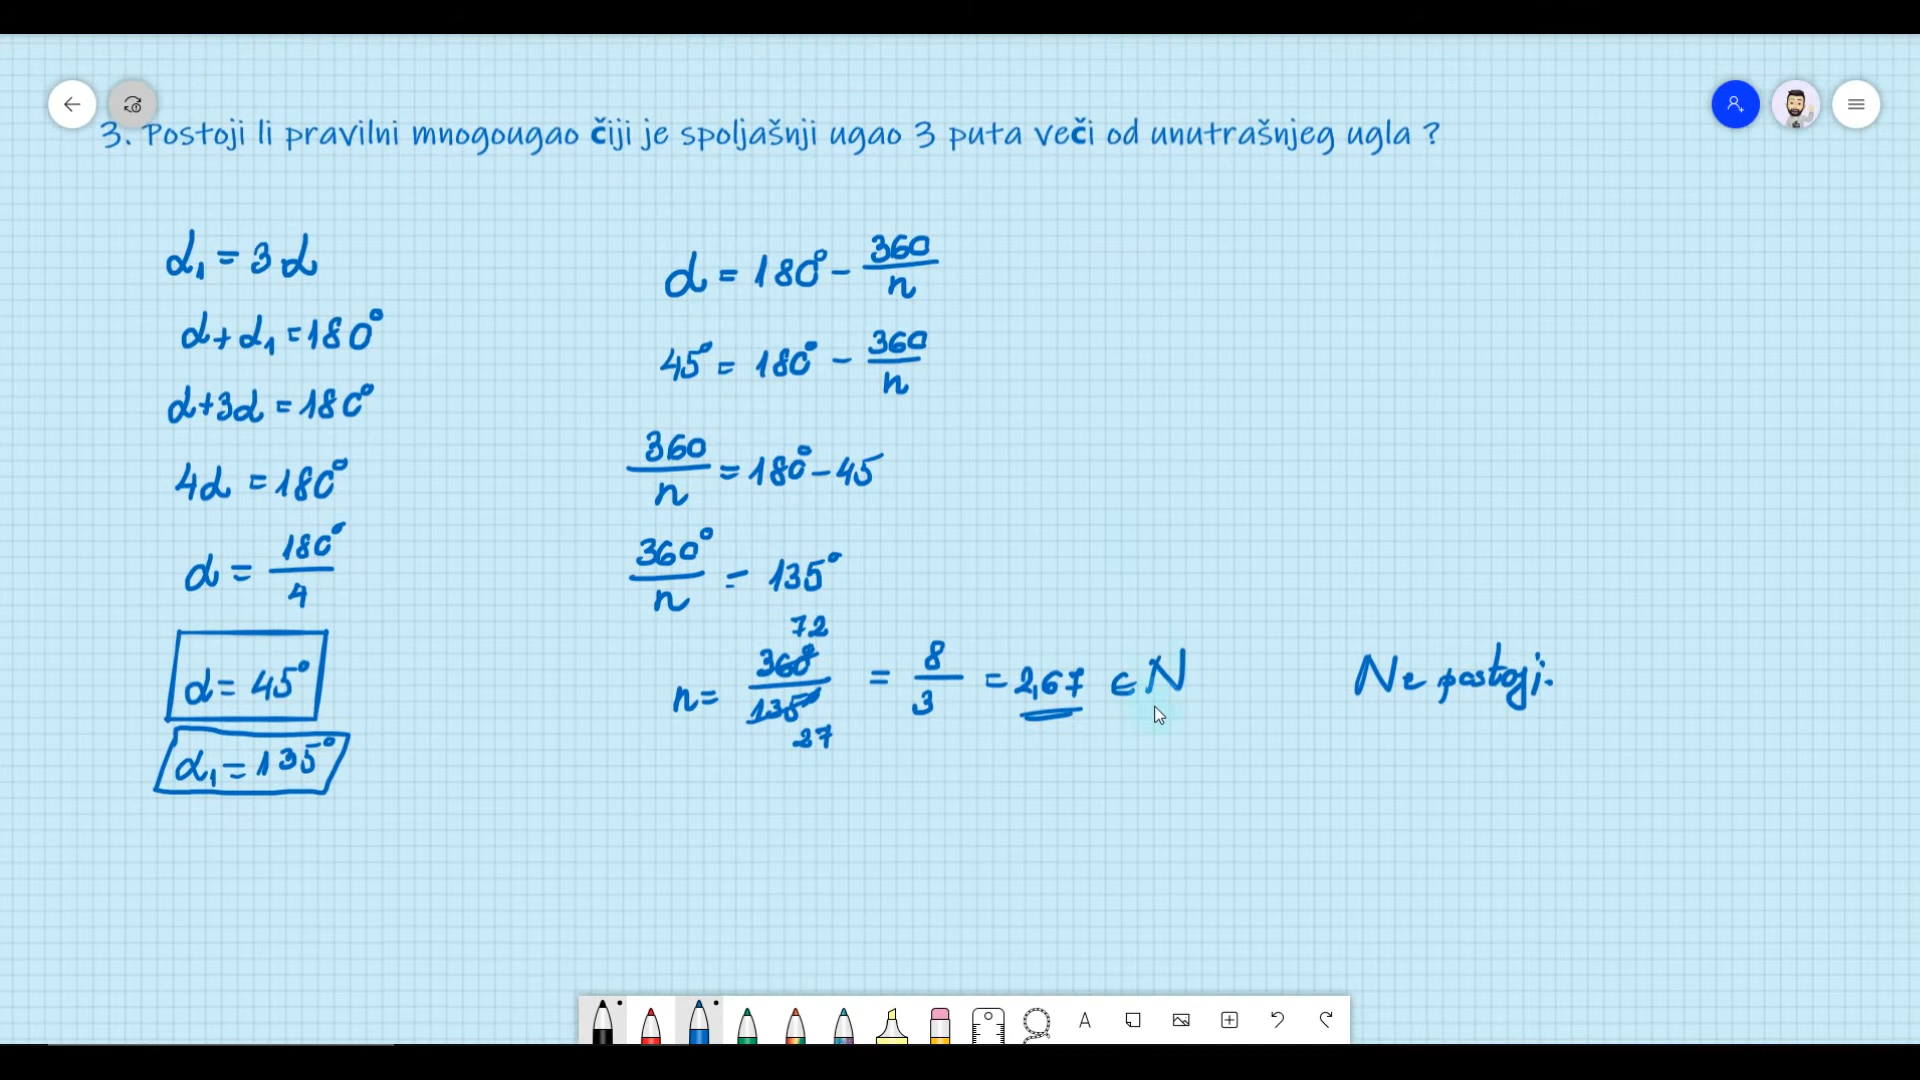 3. Postoji li pravilni mnogougao čiji je spoljašnji ugao 3 puta veči od unutrašnjeg ugla ?
α₁ = 3α
α + α₁ = 180°
α + 3α = 180°
4α = 180°
α = 180° / 4
α = 45°
α₁ = 135°
α = 180° - 360 / n
45° = 180° - 360 / n
360 / n = 180° - 45
360° / n = 135°
72
n = 360° / 135° = 8 / 3 = 2,67 ∈ N
27
Ne postoji.
A